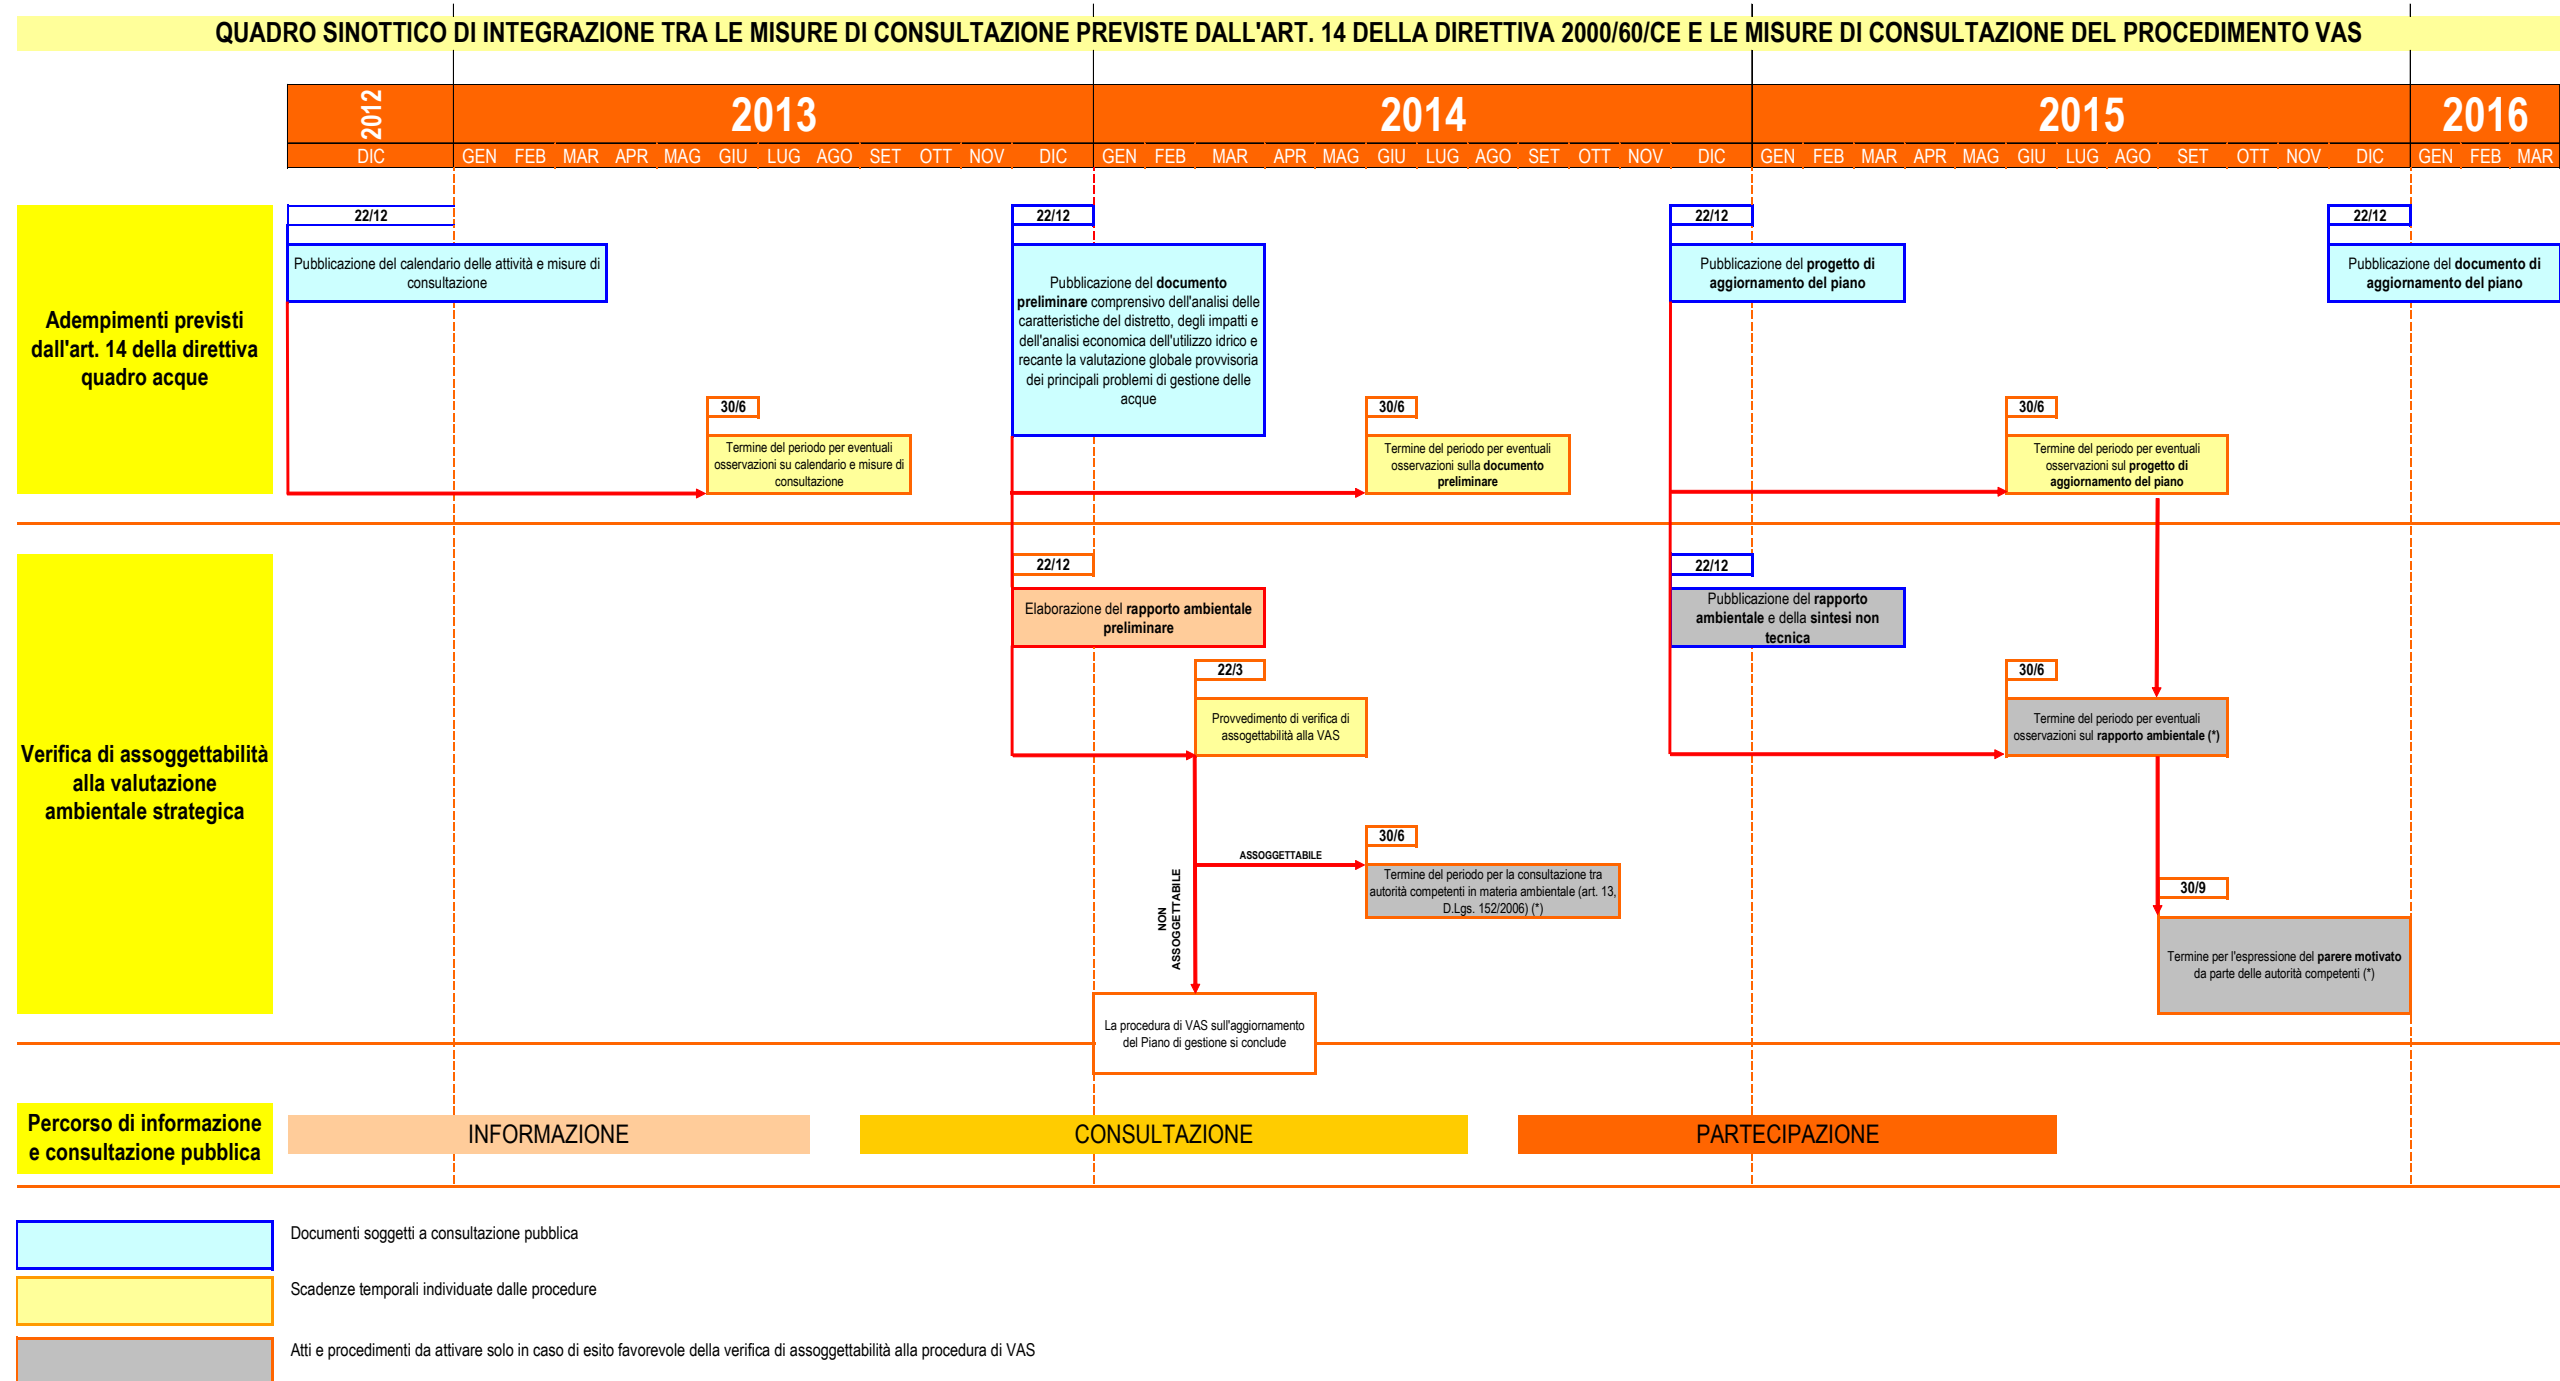 QUADRO SINOTTICO DI INTEGRAZIONE TRA LE MISURE DI CONSULTAZIONE PREVISTE DALL'ART. 14 DELLA DIRETTIVA 2000/60/CE E LE MISURE DI CONSULTAZIONE DEL PROCEDIMENTO VAS
2012 2013 2014 2015 2016
DIC GEN FEB MAR APR MAG GIU LUG AGO SET OTT NOV DIC GEN FEB MAR APR MAG GIU LUG AGO SET OTT NOV DIC GEN FEB MAR APR MAG GIU LUG AGO SET OTT NOV DIC GEN FEB MAR
Adempimenti previsti
dall'art. 14 della direttiva
quadro acque
22/12
Pubblicazione del calendario delle attività e misure di
consultazione
30/6
Termine del periodo per eventuali
osservazioni su calendario e misure di
consultazione
22/12
Pubblicazione del documento
preliminare comprensivo dell'analisi delle
caratteristiche del distretto, degli impatti e
dell'analisi economica dell'utilizzo idrico e
recante la valutazione globale provvisoria
dei principali problemi di gestione delle
acque
30/6
Termine del periodo per eventuali
osservazioni sulla documento
preliminare
22/12
Pubblicazione del progetto di
aggiornamento del piano
30/6
Termine del periodo per eventuali
osservazioni sul progetto di
aggiornamento del piano
22/12
Pubblicazione del documento di
aggiornamento del piano
Verifica di assoggettabilità
alla valutazione
ambientale strategica
22/12
Elaborazione del rapporto ambientale
preliminare
22/3
Provvedimento di verifica di
assogettabilità alla VAS
ASSOGGETTABILE
NON
ASSOGGETTABILE
30/6
Termine del periodo per la consultazione tra
autorità competenti in materia ambientale (art. 13,
D.Lgs. 152/2006) (*)
La procedura di VAS sull'aggiornamento
del Piano di gestione si conclude
22/12
Pubblicazione del rapporto
ambientale e della sintesi non
tecnica
30/6
Termine del periodo per eventuali
osservazioni sul rapporto ambientale (*)
30/9
Termine per l'espressione del parere motivato
da parte delle autorità competenti (*)
Percorso di informazione
e consultazione pubblica
INFORMAZIONE
CONSULTAZIONE
PARTECIPAZIONE
Documenti soggetti a consultazione pubblica
Scadenze temporali individuate dalle procedure
Atti e procedimenti da attivare solo in caso di esito favorevole della verifica di assoggettabilità alla procedura di VAS